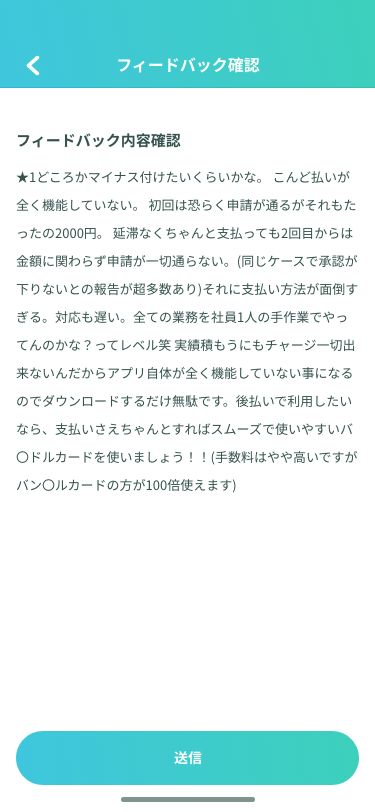 フィードバック確認
フィードバック内容確認
★1どころかマイナス付けたいくらいかな。 こんど払いが
全く機能していない。 初回は恐らく申請が通るがそれもた
ったの2000円。 延滞なくちゃんと支払っても2回目からは
金額に関わらず申請が一切通らない。(同じケースで承認が
下りないとの報告が超多数あり)それに支払い方法が面倒す
ぎる。対応も遅い。全ての業務を社員1人の手作業でやっ
てんのかな？ってレベル笑 実績積もうにもチャージ一切出
来ないんだからアプリ自体が全く機能していない事になる
のでダウンロードするだけ無駄です。後払いで利用したい
なら、支払いさえちゃんとすればスムーズで使いやすいバ
〇ドルカードを使いましょう！！(手数料はやや高いですが
バン〇ルカードの方が100倍使えます)
送信